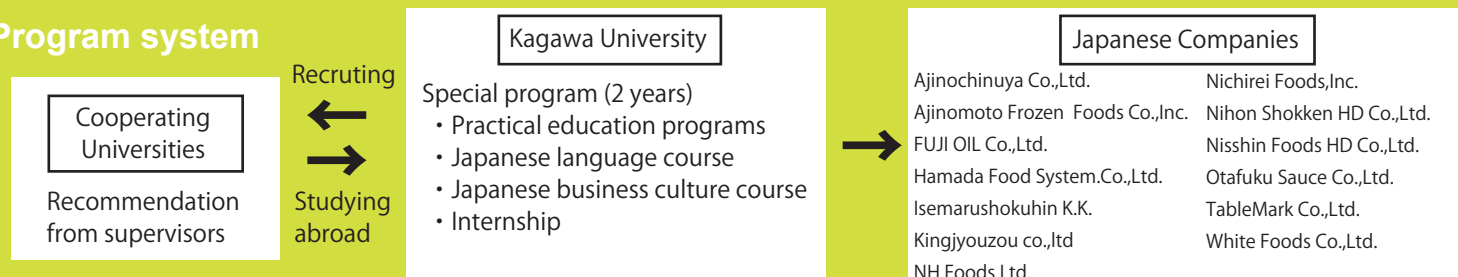 Program system
Cooperating
Universities
Recommendation
from supervisors
Recruting
Studying
abroad
Kagawa University
Special program (2 years)
・Practical education programs
・Japanese language course
・Japanese business culture course
・Internship
Japanese Companies
Ajinochinuya Co.,Ltd.
Ajinomoto Frozen Foods Co.,Inc.
FUJI OIL Co.,Ltd.
Hamada Food System.Co.,Ltd.
Isemarushokuhin K.K.
Kingjyouzou co.,ltd
NH Foods Ltd.
Nichirei Foods,Inc.
Nihon Shokken HD Co.,Ltd.
Nisshin Foods HD Co.,Ltd.
Otafuku Sauce Co.,Ltd.
TableMark Co.,Ltd.
White Foods Co.,Ltd.